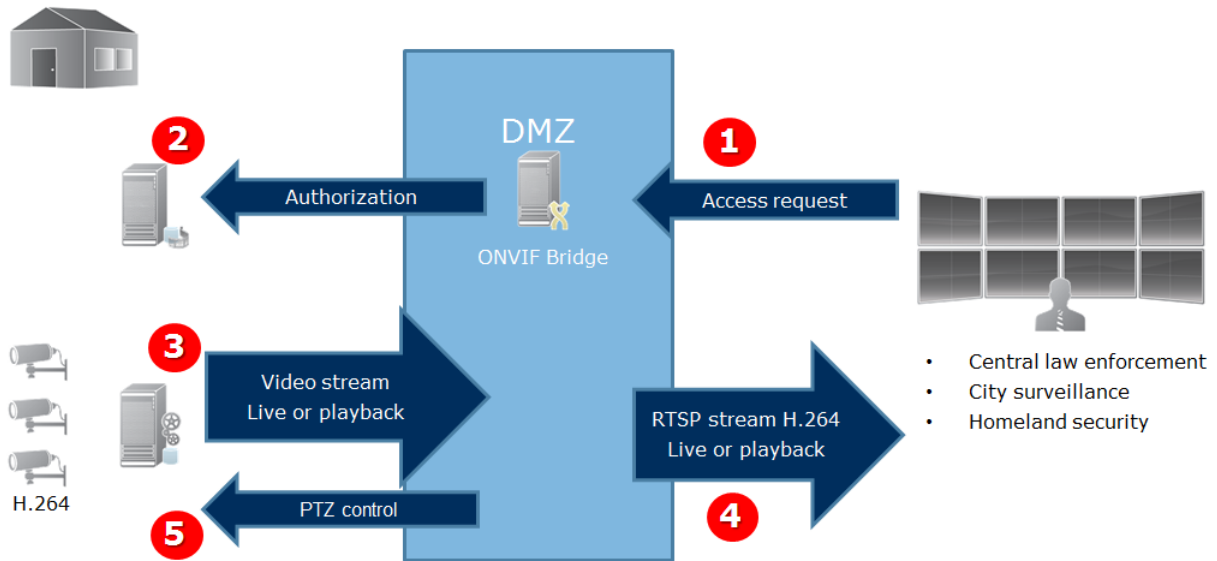 DMZ
ONVIF Bridge
1
Access request
2
Authorization
3
Video stream
Live or playback
RTSP stream H.264
Live or playback
4
5
PTZ control
H.264
• Central law enforcement
• City surveillance
• Homeland security